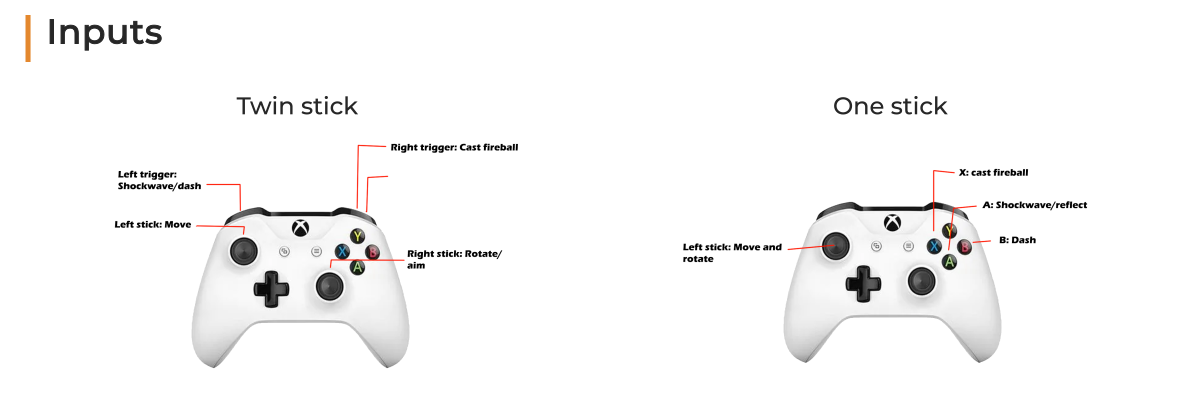 Inputs
Twin stick
One stick
Right trigger: Cast fireball
Left trigger:
Shockwave/dash
Left stick: Move
Right stick: Rotate/
aim
Y
X
B
A
X: cast fireball
A: Shockwave/reflect
B: Dash
Left stick: Move and
rotate
Y
X
B
A